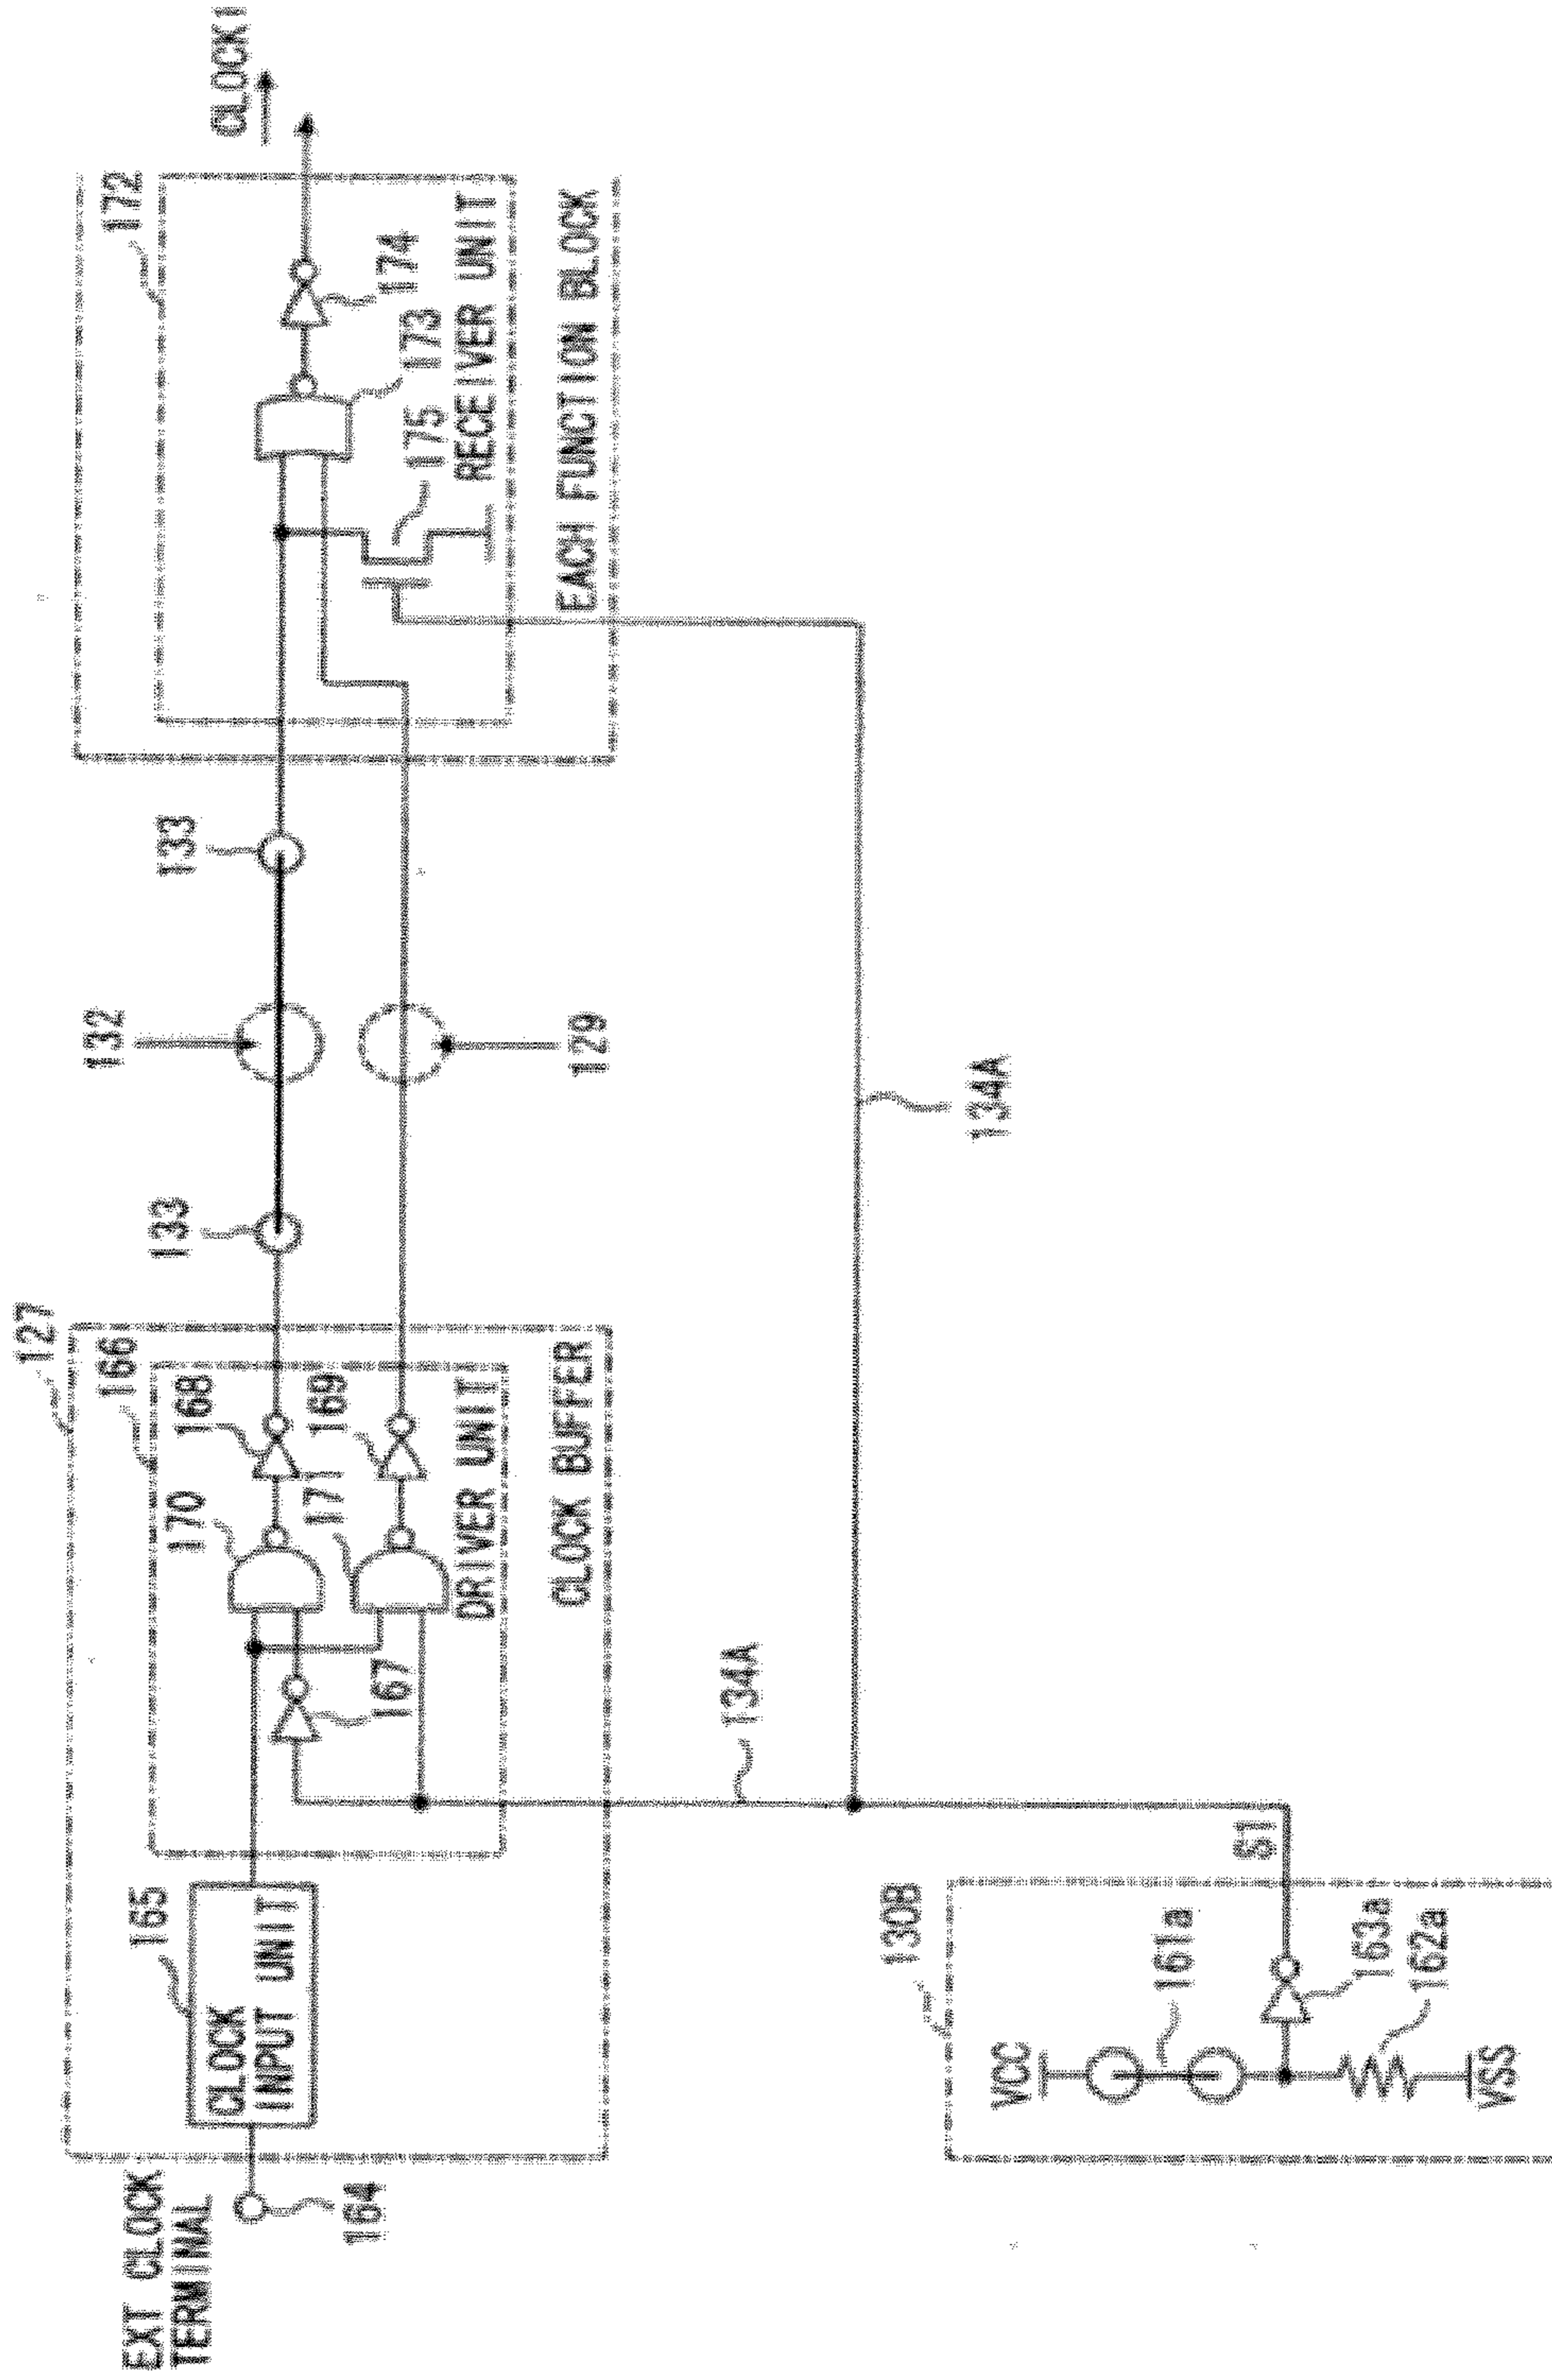 EXT CLOCK
TERMINAL
164
165
CLOCK
INPUT UNIT
127
166
170
168
171
169
167
DRIVER UNIT
CLOCK BUFFER
133
132
133
129
172
CLOCK1
174
173
175
RECEIVER UNIT
EACH FUNCTION BLOCK
134A
134A
130B
S1
VCC
161a
163a
162a
VSS